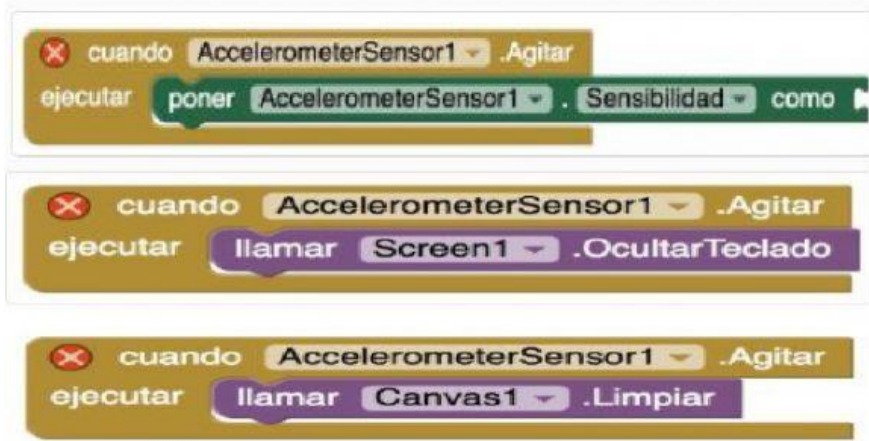 cuando AccelerometerSensor1 .Agitar
ejecutar poner AccelerometerSensor1 . Sensibilidad como
cuando AccelerometerSensor1 .Agitar
ejecutar llamar Screen1 .OcultarTeclado
cuando AccelerometerSensor1 .Agitar
ejecutar llamar Canvas1 .Limpiar